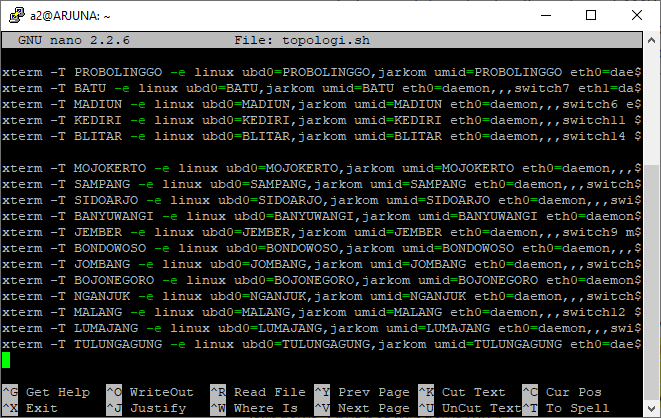 a2@ARJUNA: ~
GNU nano 2.2.6 File: topologi.sh
xterm -T PROBOLINGGO -e linux ubd0=PROBOLINGGO,jarkom umid=PROBOLINGGO eth0=dae$
xterm -T BATU -e linux ubd0=BATU,jarkom umid=BATU eth0=daemon,,,switch7 eth1=da$
xterm -T MADIUN -e linux ubd0=MADIUN,jarkom umid=MADIUN eth0=daemon,,,switch6 e$
xterm -T KEDIRI -e linux ubd0=KEDIRI,jarkom umid=KEDIRI eth0=daemon,,,switch11 $
xterm -T BLITAR -e linux ubd0=BLITAR,jarkom umid=BLITAR eth0=daemon,,,switch14 $
xterm -T MOJOKERTO -e linux ubd0=MOJOKERTO,jarkom umid=MOJOKERTO eth0=daemon,,,$
xterm -T SAMPANG -e linux ubd0=SAMPANG,jarkom umid=SAMPANG eth0=daemon,,,switch$
xterm -T SIDOARJO -e linux ubd0=SIDOARJO,jarkom umid=SIDOARJO eth0=daemon,,,swi$
xterm -T BANYUWANGI -e linux ubd0=BANYUWANGI,jarkom umid=BANYUWANGI eth0=daemon$
xterm -T JEMBER -e linux ubd0=JEMBER,jarkom umid=JEMBER eth0=daemon,,,switch9 m$
xterm -T BONDOWOSO -e linux ubd0=BONDOWOSO,jarkom umid=BONDOWOSO eth0=daemon,,,$
xterm -T JOMBANG -e linux ubd0=JOMBANG,jarkom umid=JOMBANG eth0=daemon,,,switch$
xterm -T BOJONEGORO -e linux ubd0=BOJONEGORO,jarkom umid=BOJONEGORO eth0=daemon$
xterm -T NGANJUK -e linux ubd0=NGANJUK,jarkom umid=NGANJUK eth0=daemon,,,switch$
xterm -T MALANG -e linux ubd0=MALANG,jarkom umid=MALANG eth0=daemon,,,switch12 $
xterm -T LUMAJANG -e linux ubd0=LUMAJANG,jarkom umid=LUMAJANG eth0=daemon,,,swi$
xterm -T TULUNGAGUNG -e linux ubd0=TULUNGAGUNG,jarkom umid=TULUNGAGUNG eth0=dae$
^G Get Help ^O WriteOut ^R Read File ^Y Prev Page ^K Cut Text ^C Cur Pos
^X Exit ^J Justify ^W Where Is ^V Next Page ^U UnCut Text ^T To Spell